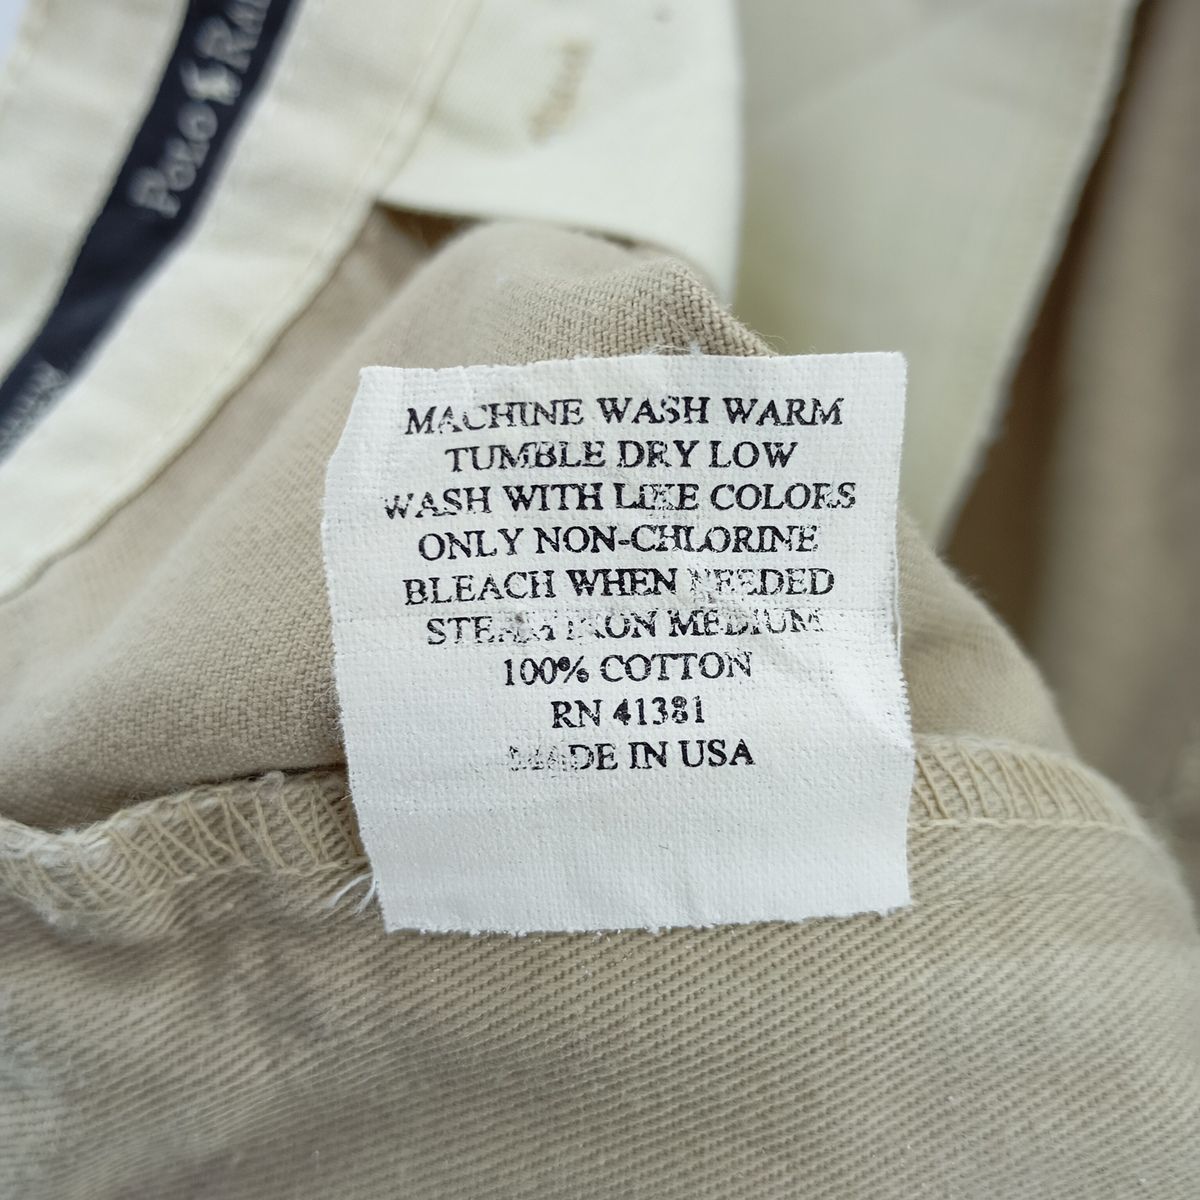 POLO RAL
MACHINE WASH WARM
TUMBLE DRY LOW
WASH WITH LIKE COLORS
ONLY NON-CHLORINE
BLEACH WHEN NEEDED
STEAM IRON MEDIUM
100% COTTON
RN 41381
MADE IN USA